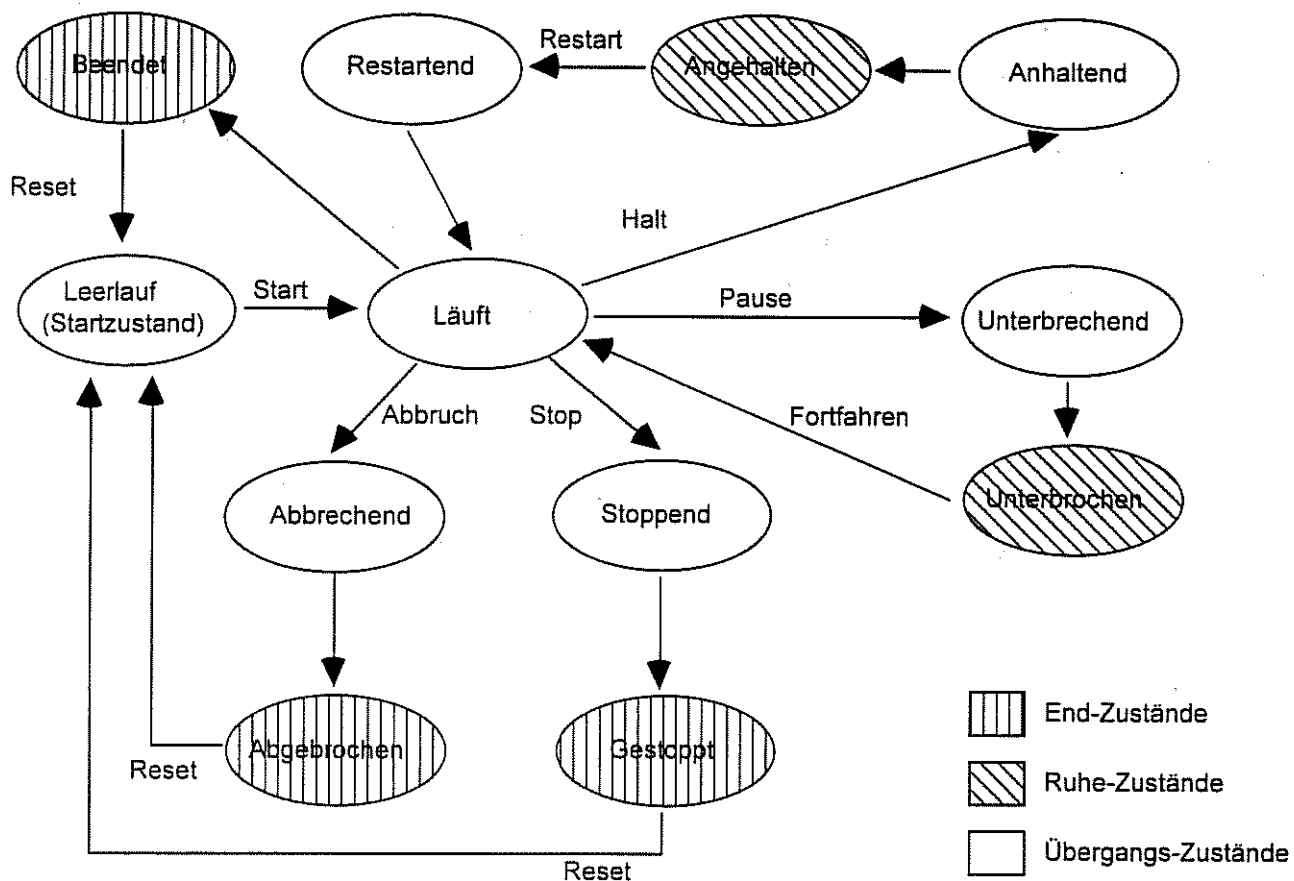 Beendet
Restartend
Restart
Angehalten
Anhaltend
Reset
Halt
Leerlauf
(Startzustand)
Start
Läuft
Pause
Unterbrechend
Abbruch
Stop
Fortfahren
Abbrechend
Stoppend
Unterbrochen
Abgebrochen
Gestoppt
Reset
Reset
End-Zustände
Ruhe-Zustände
Übergangs-Zustände